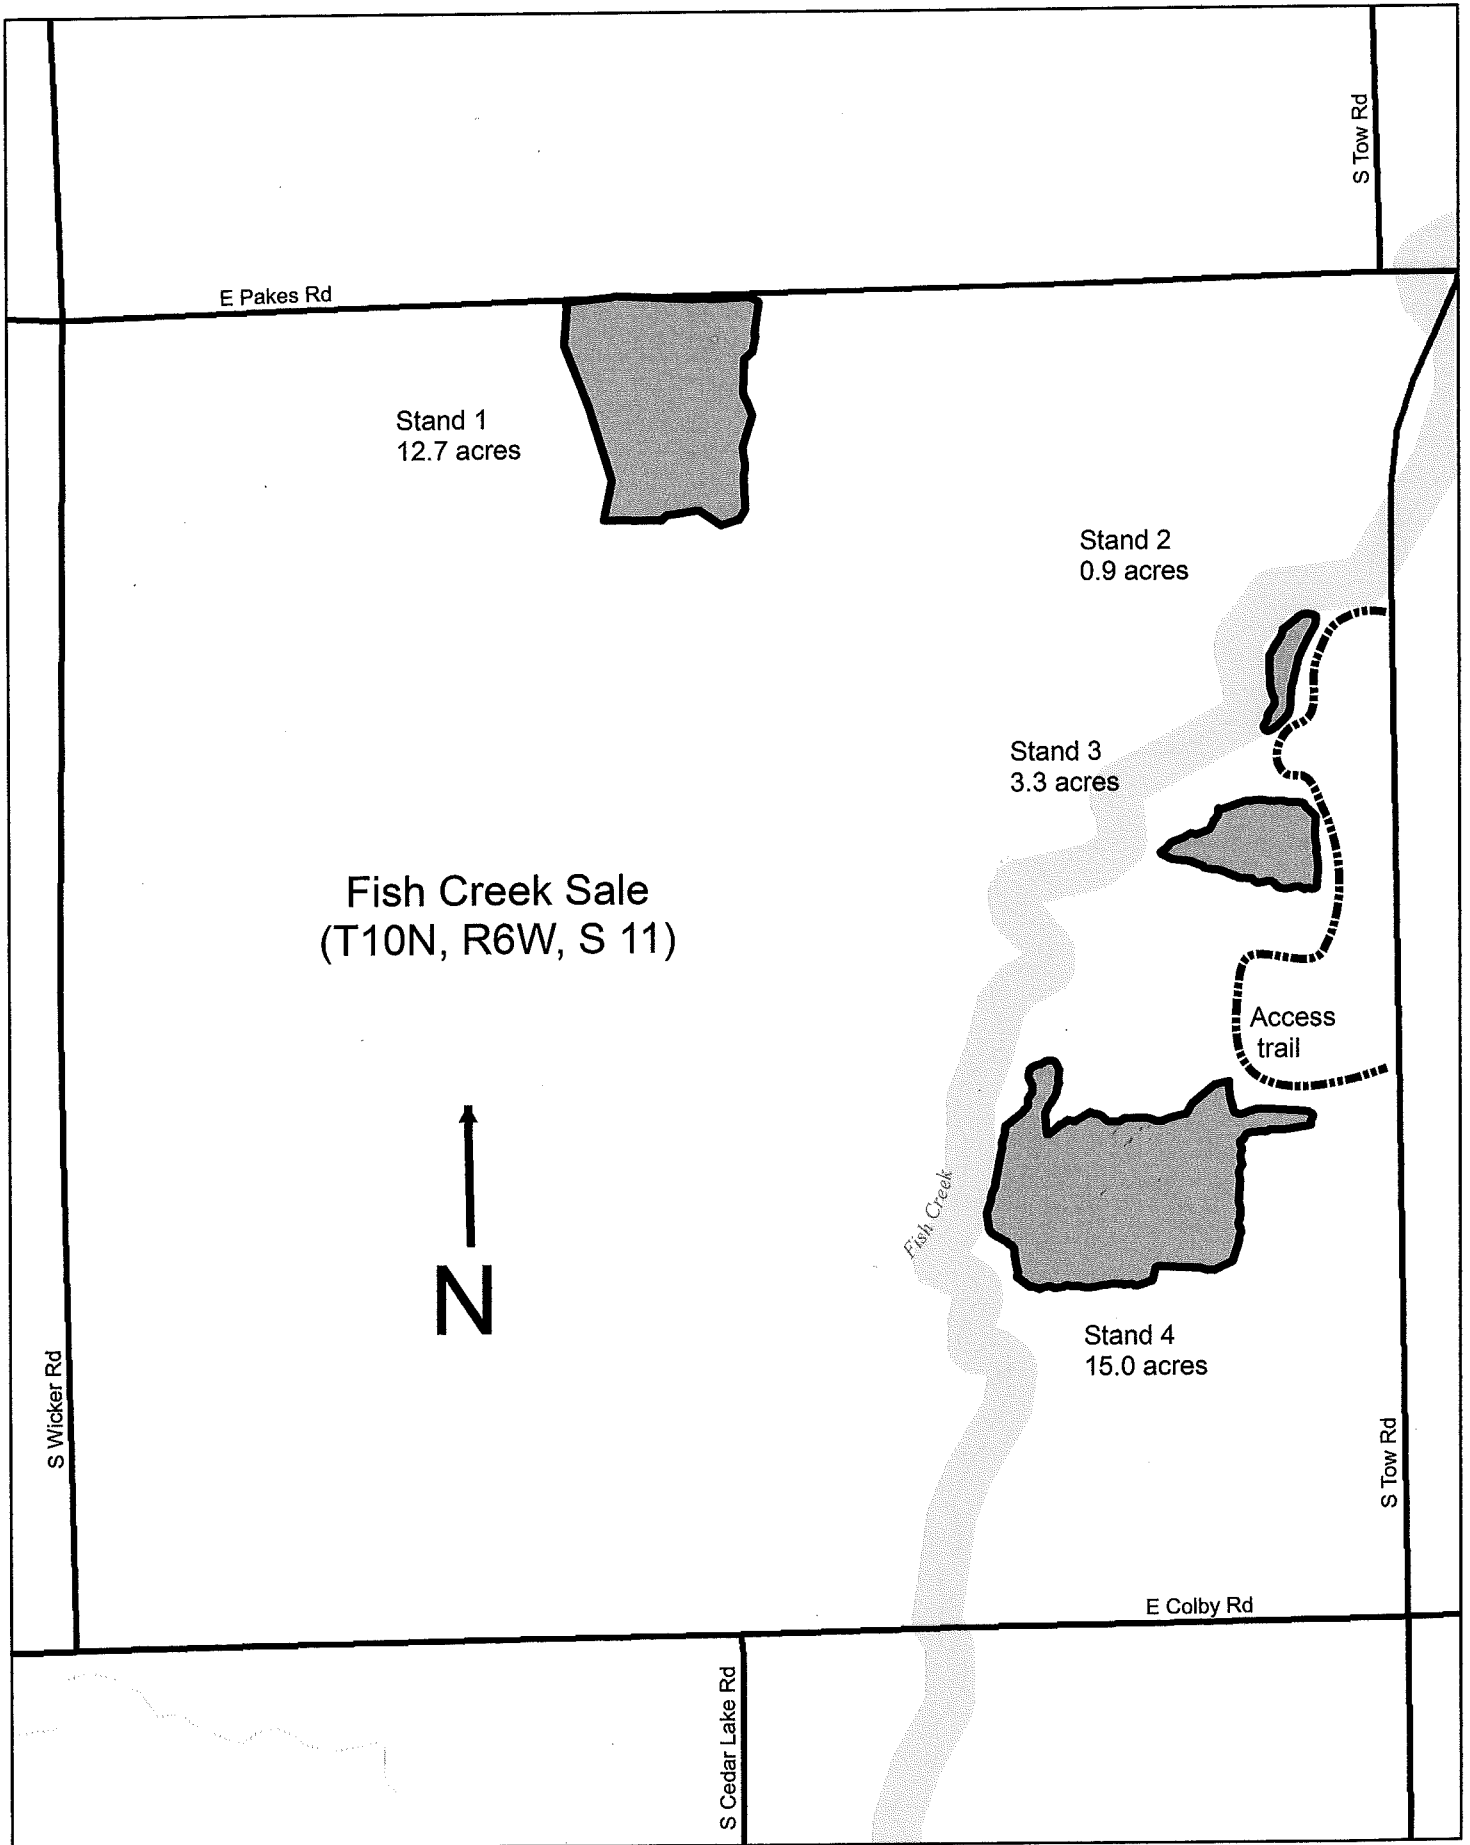 S Tow Rd
E Pakes Rd
Stand 1
12.7 acres
Stand 2
0.9 acres
Stand 3
3.3 acres
Fish Creek Sale
(T10N, R6W, S 11)
Access
trail
Fish Creek
N
Stand 4
15.0 acres
S Wicker Rd
S Tow Rd
E Colby Rd
S Cedar Lake Rd